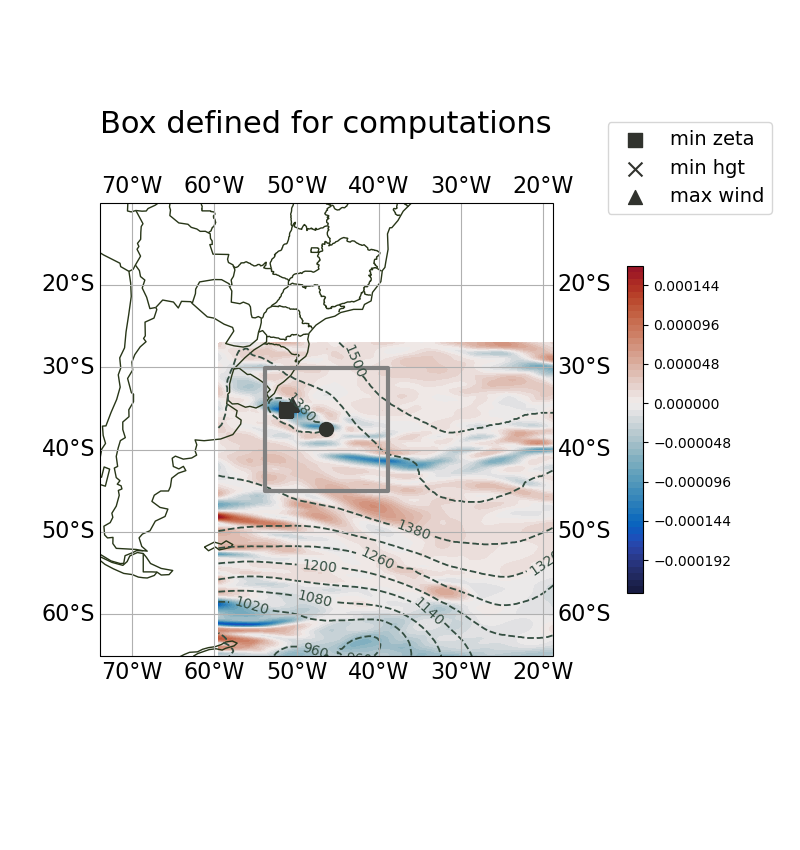 Box defined for computations
min zeta
min hgt
max wind
70°W 60°W 50°W 40°W 30°W 20°W
20°S 20°S
30°S 30°S
40°S 40°S
50°S 50°S
60°S 60°S
1500
1380
1380
1260
1200
1320
1080
1020
1140
960
70°W 60°W 50°W 40°W 30°W 20°W
0.000144
0.000096
0.000048
0.000000
−0.000048
−0.000096
−0.000144
−0.000192